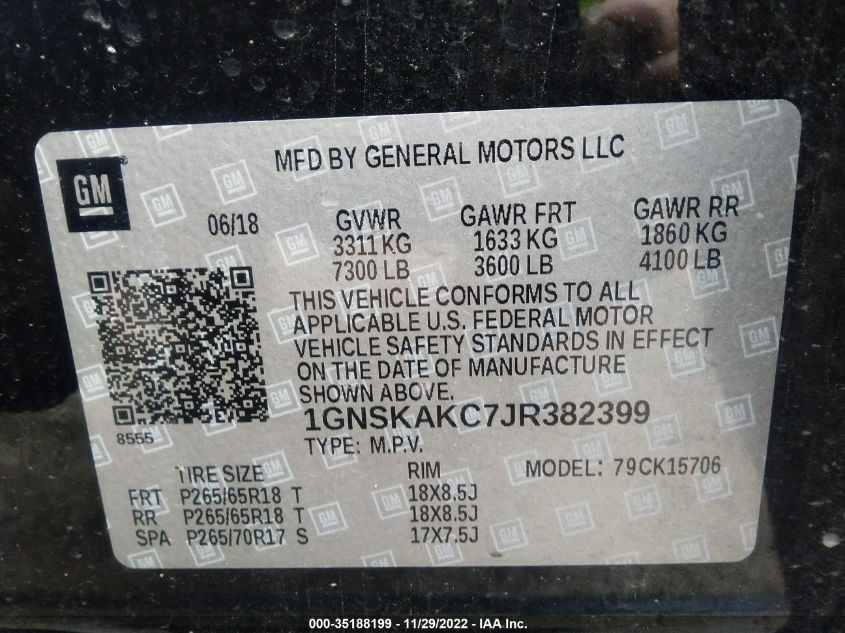 MFD BY GENERAL MOTORS LLC
GM
06/18 GVWR GAWR FRT GAWR RR
3311 KG 1633 KG 1860 KG
7300 LB 3600 LB 4100 LB
THIS VEHICLE CONFORMS TO ALL
APPLICABLE U.S. FEDERAL MOTOR
VEHICLE SAFETY STANDARDS IN EFFECT
ON THE DATE OF MANUFACTURE
SHOWN ABOVE.
1GNSKAKC7JR382399
8555
TYPE: M.P.V.
TIRE SIZE RIM MODEL: 79CK15706
FRT P265/65R18 T 18X8.5J
RR P265/65R18 T 18X8.5J
SPA P265/70R17 S 17X7.5J
000-35188199 - 11/29/2022 - IAA Inc.